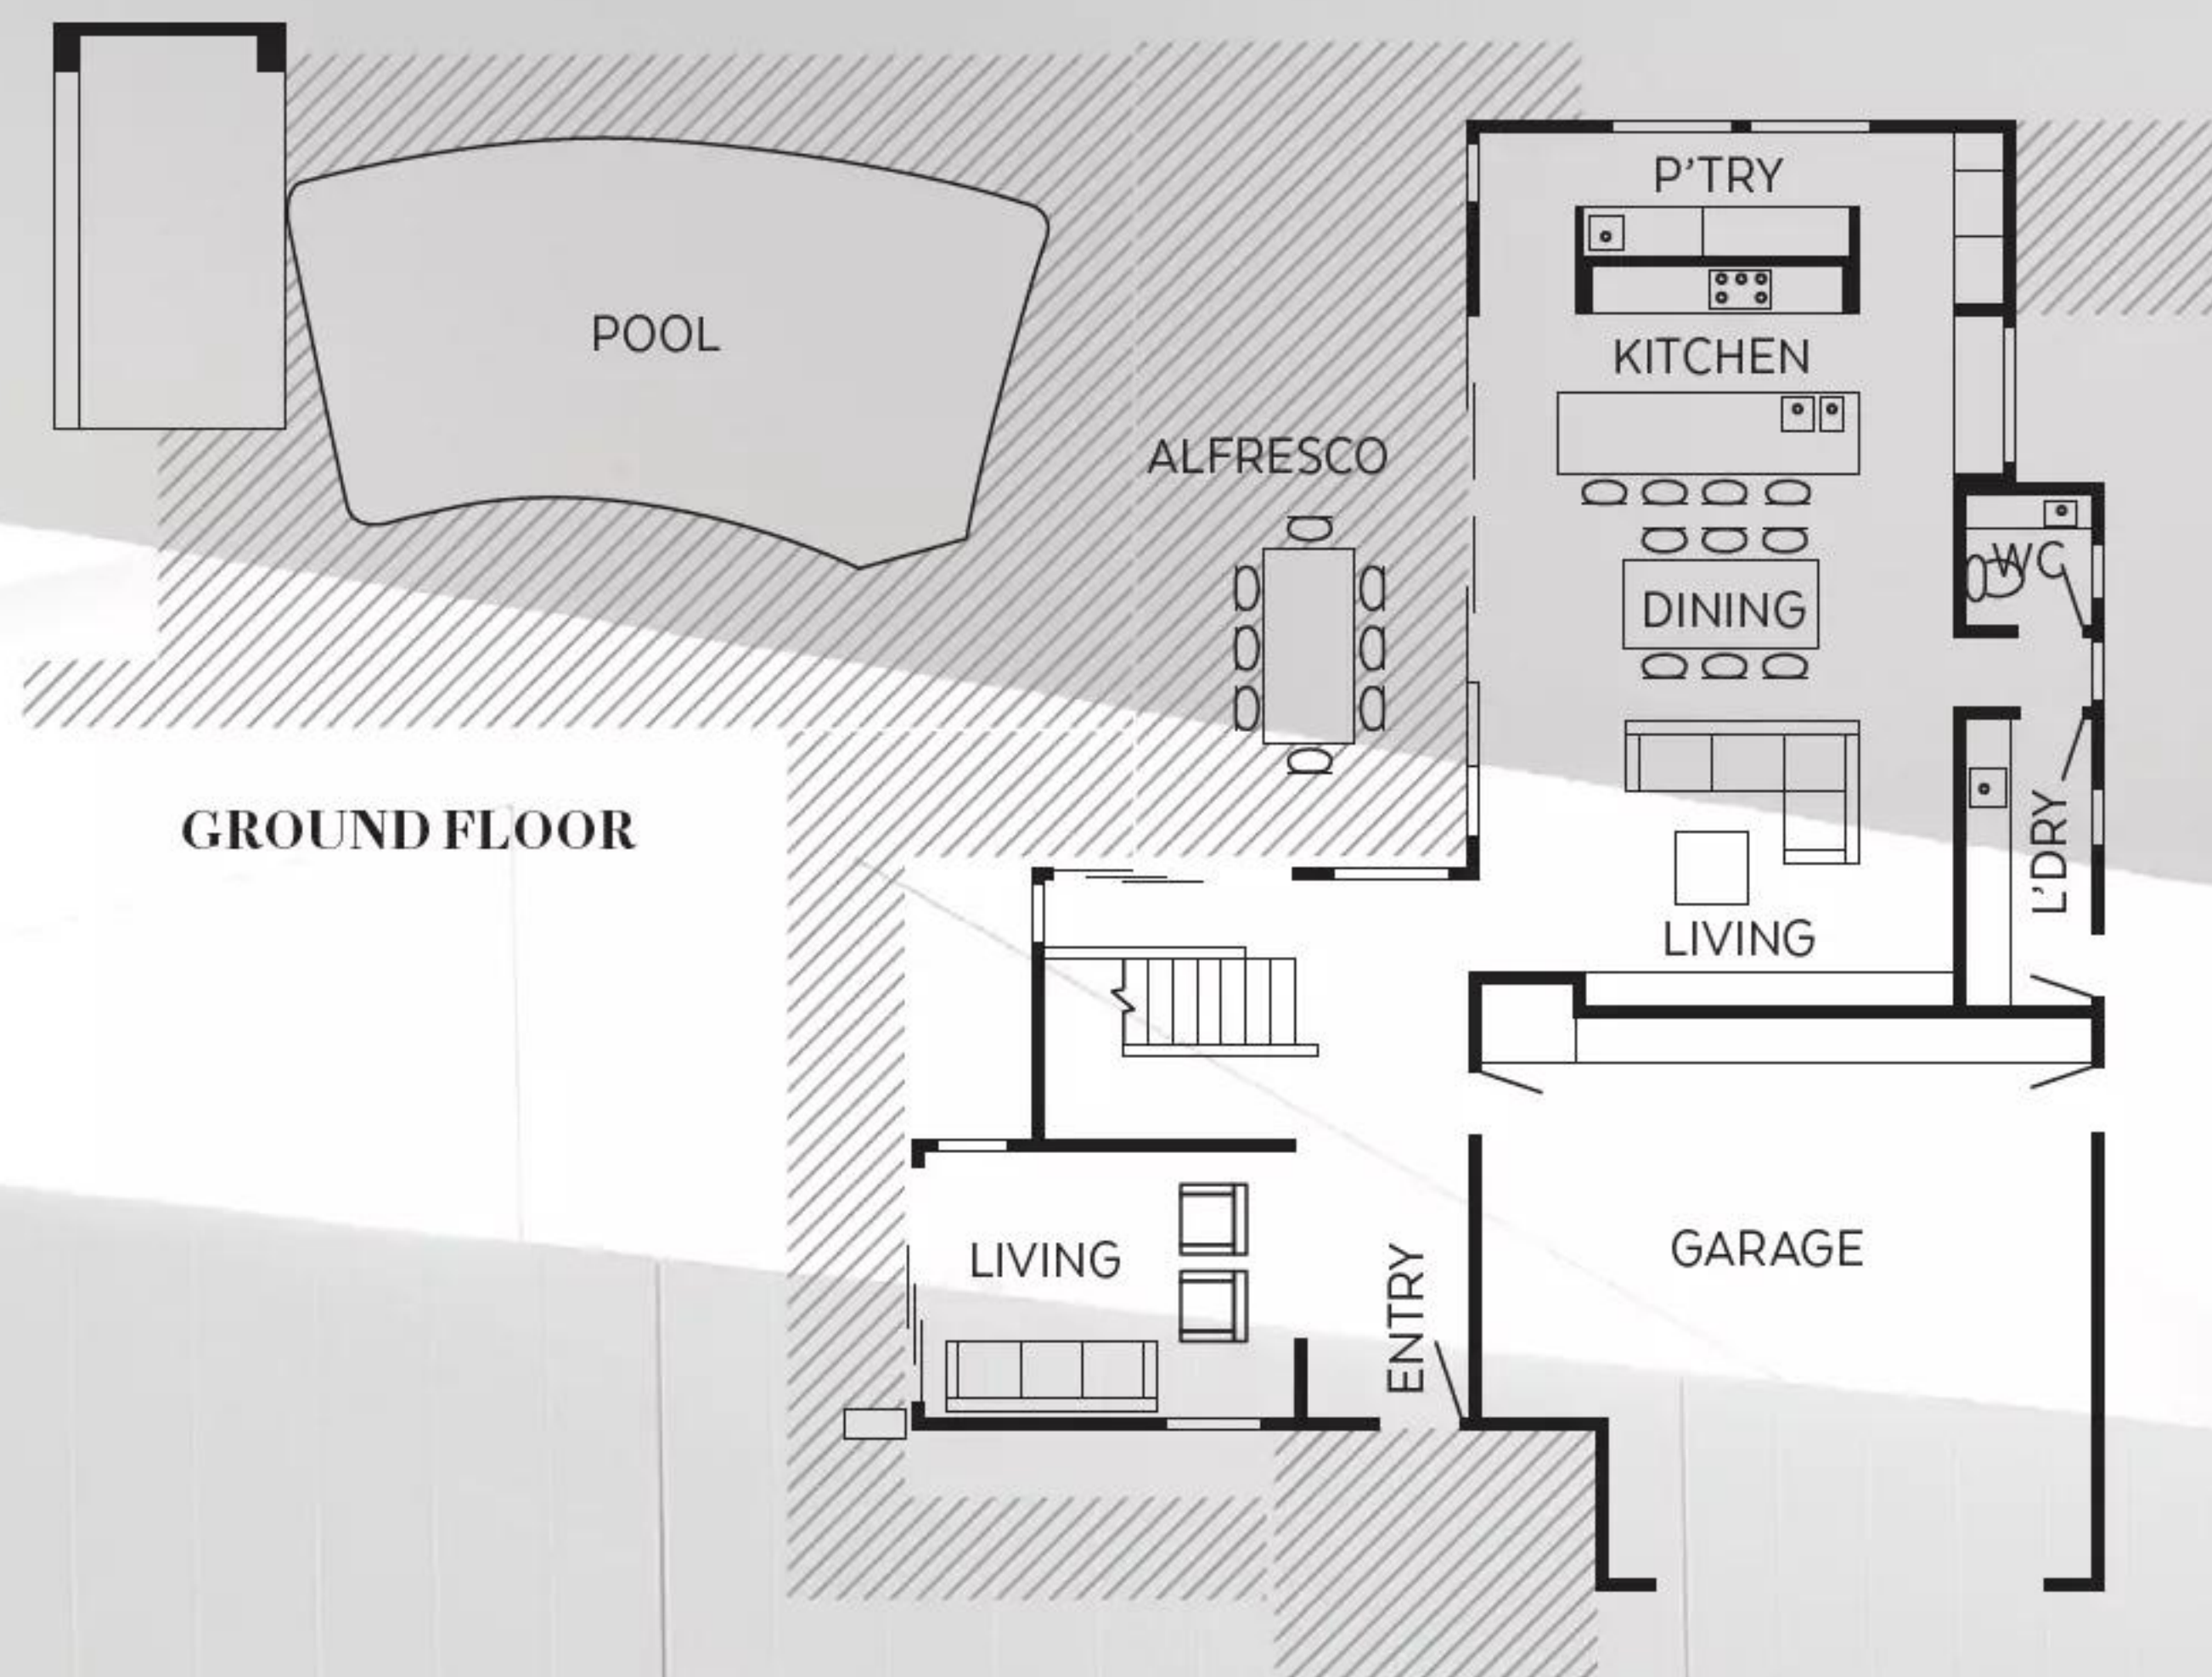 P’TRY
POOL
KITCHEN
ALFRESCO
WC
DINING
GROUND FLOOR
L’DRY
LIVING
LIVING
ENTRY
GARAGE